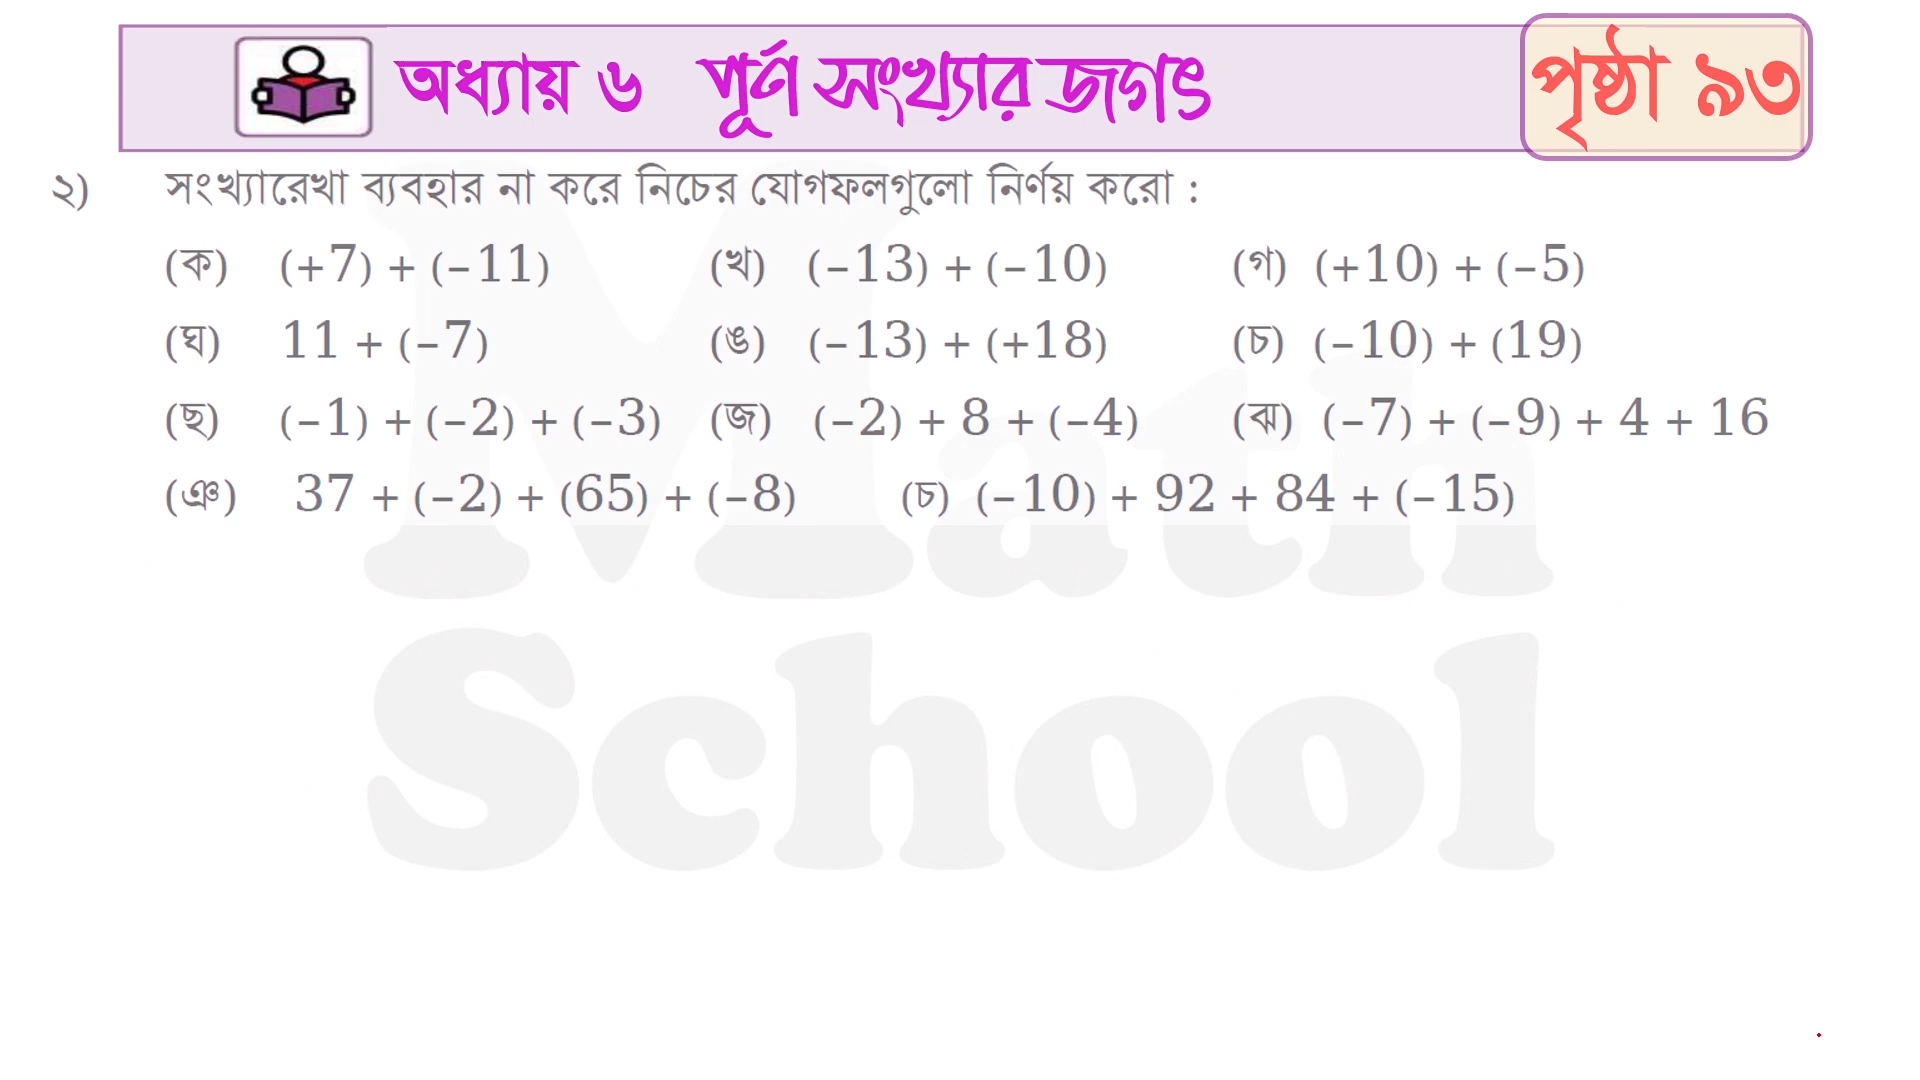 অধ্যায় ৬ পূর্ণ সংখ্যার জগৎ পৃষ্ঠা ৯৩
২) সংখ্যারেখা ব্যবহার না করে নিচের যোগফলগুলো নির্ণয় করো :
(ক) (+7) + (–11) (খ) (–13) + (–10) (গ) (+10) + (–5)
(ঘ) 11 + (–7) (ঙ) (–13) + (+18) (চ) (–10) + (19)
(ছ) (–1) + (–2) + (–3) (জ) (–2) + 8 + (–4) (ঝ) (–7) + (–9) + 4 + 16
(ঞ) 37 + (–2) + (65) + (–8) (চ) (–10) + 92 + 84 + (–15)
Math
School